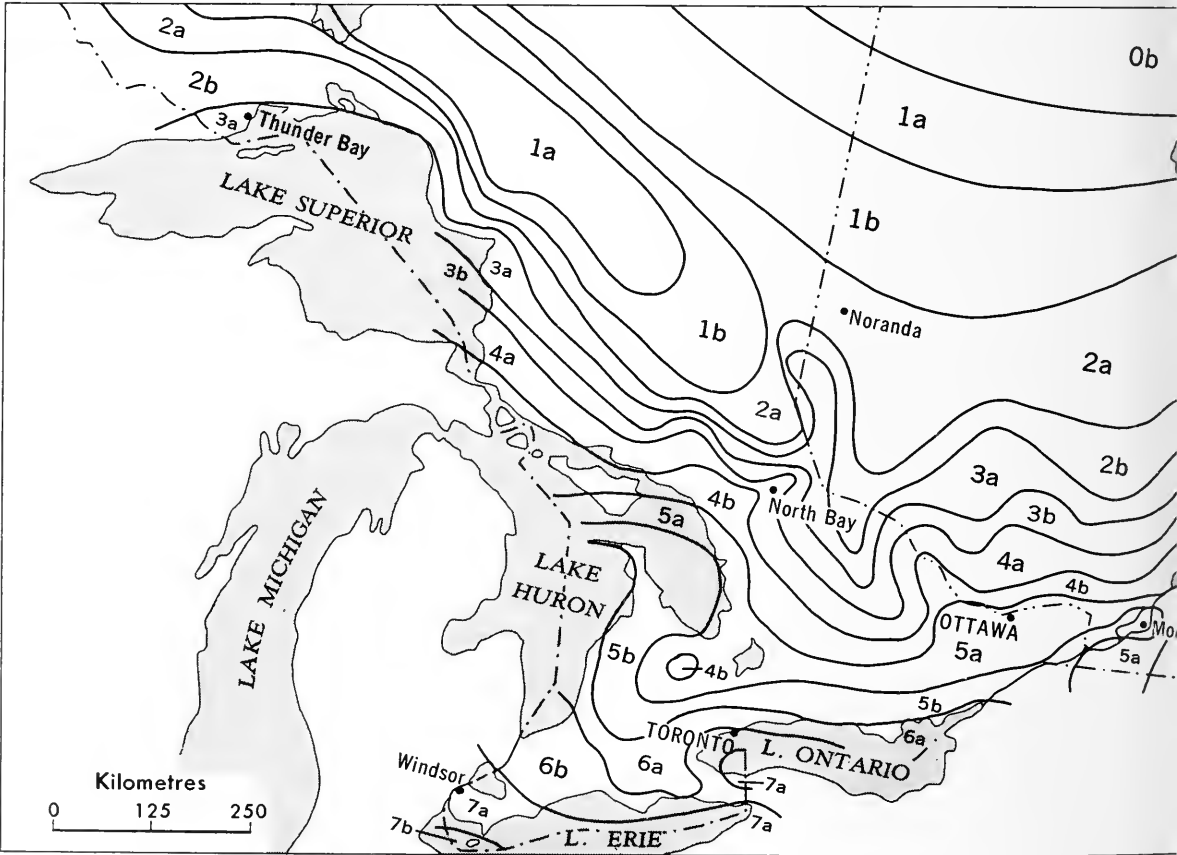 2a
0b
2b
1a
3a
Thunder Bay
1a
LAKE SUPERIOR
1b
3b
3a
Noranda
1b
4a
2a
2a
2b
3a
4b
North Bay
3b
5a
LAKE MICHIGAN
LAKE
HURON
4a
4b
OTTAWA
5a
5a
5b
4b
5b
TORONTO
L. ONTARIO
6a
6b
6a
Windsor
7a
7a
7a
7b
L. ERIE
Kilometres
0 125 250